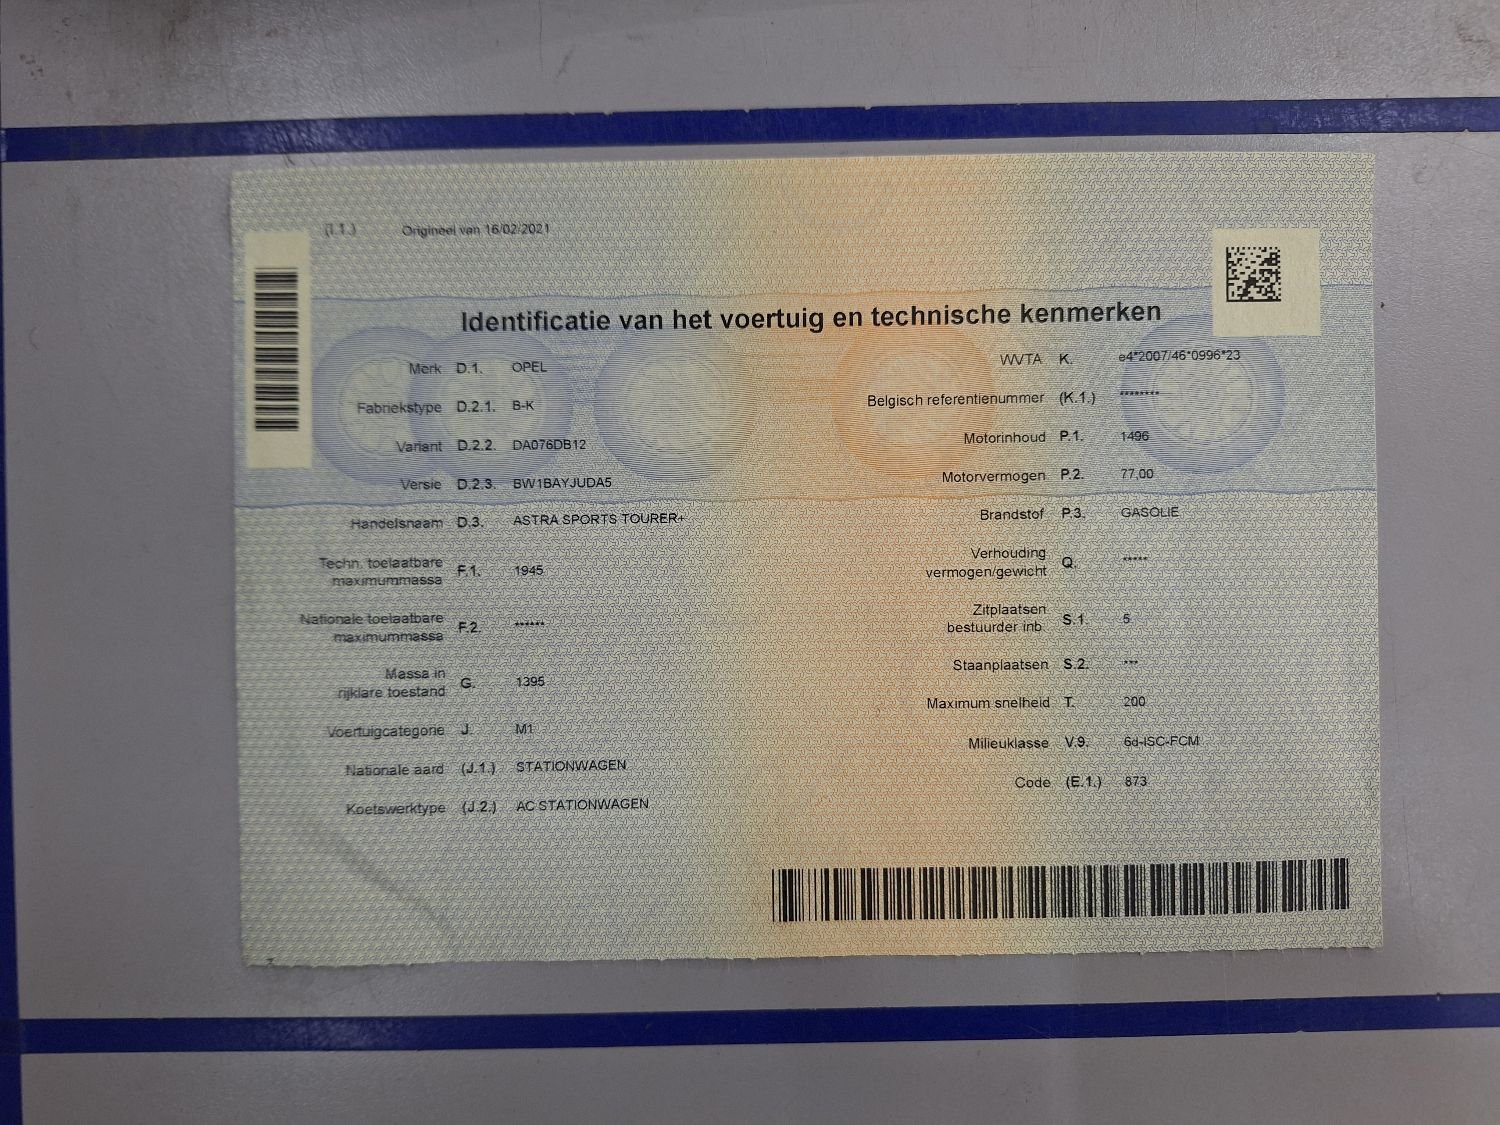 (I.1.) Origineel van 16/02/2021
Identificatie van het voertuig en technische kenmerken
Merk D.1. OPEL
Fabriekstype D.2.1. B-K
Variant D.2.2. DA076DB12
Versie D.2.3. BW1BAYJUDA5
Handelsnaam D.3. ASTRA SPORTS TOURER+
Techn. toelaatbare
maximummassa F.1. 1945
Nationale toelaatbare
maximummassa F.2. ******
Massa in
rijklare toestand G. 1395
Voertuigcategorie J. M1
Nationale aard (J.1.) STATIONWAGEN
Koetswerktype (J.2.) AC STATIONWAGEN
WVTA K. e4*2007/46*0996*23
Belgisch referentienummer (K.1.) ********
Motorinhoud P.1. 1496
Motorvermogen P.2. 77,00
Brandstof P.3. GASOLIE
Verhouding
vermogen/gewicht Q. *****
Zitplaatsen
bestuurder inb. S.1. 5
Staanplaatsen S.2. ***
Maximum snelheid T. 200
Milieuklasse V.9. 6d-ISC-FCM
Code (E.1.) 873